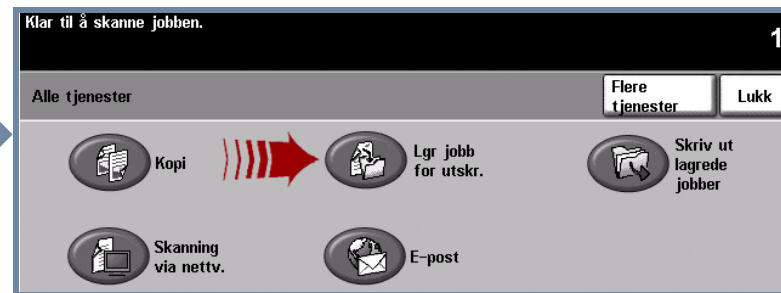 Klar til å skanne jobben.
1
Alle tjenester
Flere
tjenester
Lukk
Kopi
Lgr jobb
for utskr.
Skriv ut
lagrede
jobber
Skanning
via nettv.
E-post